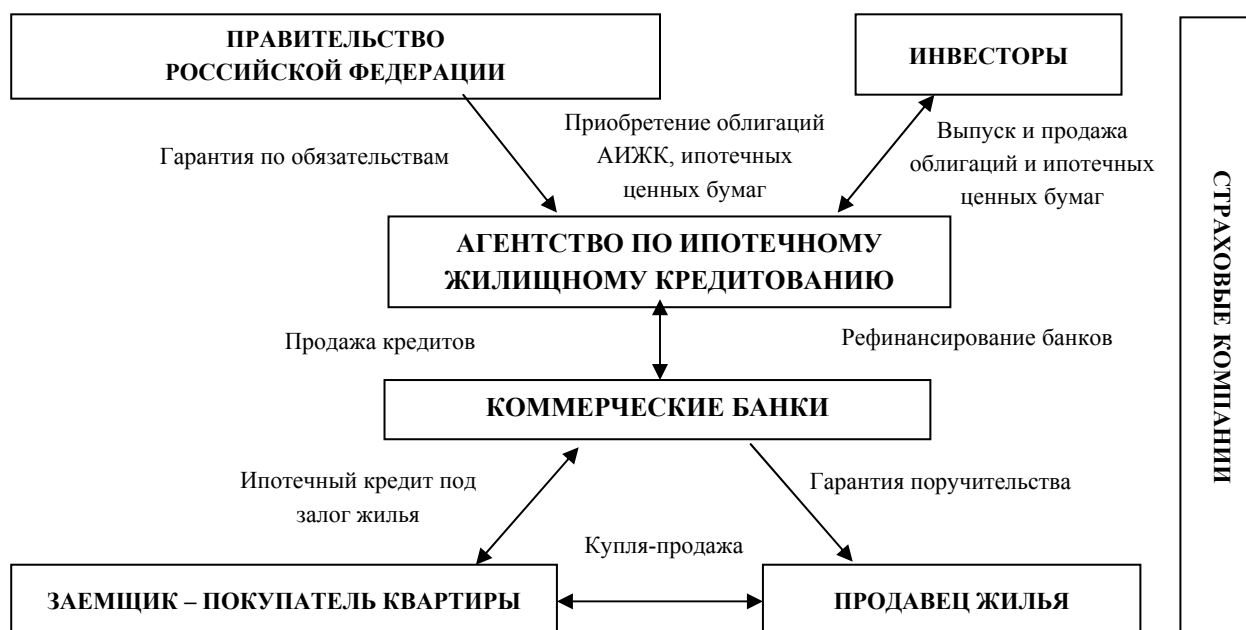 ПРАВИТЕЛЬСТВО
РОССИЙСКОЙ ФЕДЕРАЦИИ
ИНВЕСТОРЫ
Гарантия по обязательствам
Приобретение облигаций
АИЖК, ипотечных
ценных бумаг
Выпуск и продажа
облигаций и ипотечных
ценных бумаг
АГЕНТСТВО ПО ИПОТЕЧНОМУ
ЖИЛИЩНОМУ КРЕДИТОВАНИЮ
Продажа кредитов
Рефинансирование банков
КОММЕРЧЕСКИЕ БАНКИ
Ипотечный кредит под
залог жилья
Гарантия поручительства
Купля-продажа
ЗАЕМЩИК – ПОКУПАТЕЛЬ КВАРТИРЫ
ПРОДАВЕЦ ЖИЛЬЯ
СТРАХОВЫЕ КОМПАНИИ